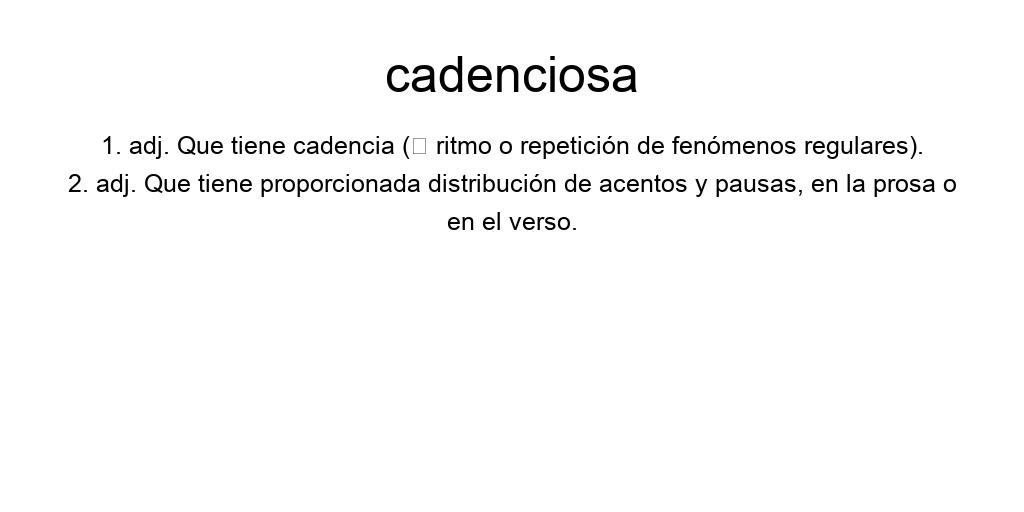 cadenciosa
1. adj. Que tiene cadencia (▯ ritmo o repetición de fenómenos regulares).
2. adj. Que tiene proporcionada distribución de acentos y pausas, en la prosa o
en el verso.